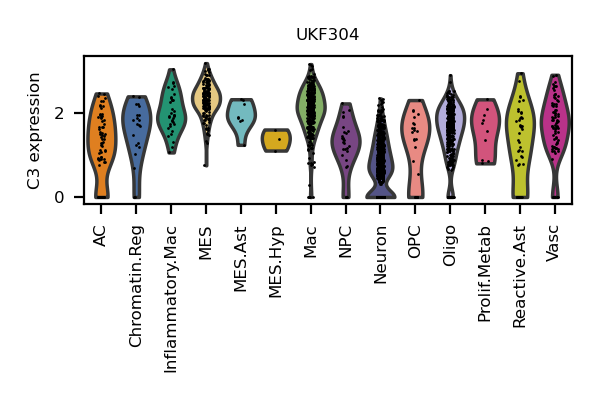 UKF304
C3 expression
2
0
AC
Chromatin.Reg
Inflammatory.Mac
MES
MES.Ast
MES.Hyp
Mac
NPC
Neuron
OPC
Oligo
Prolif.Metab
Reactive.Ast
Vasc